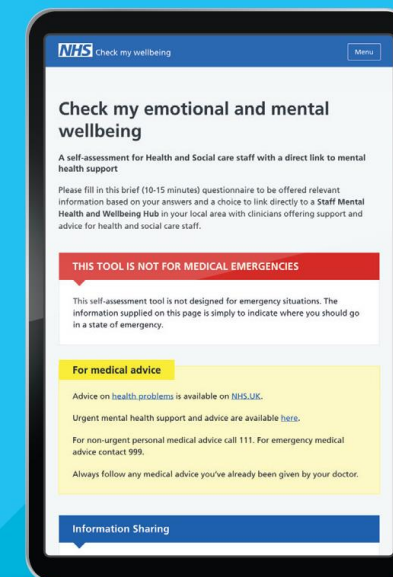 NHS Check my wellbeing
Menu
Check my emotional and mental
wellbeing
A self-assessment for Health and Social care staff with a direct link to mental
health support
Please fill in this brief (10-15 minutes) questionnaire to be offered relevant
information based on your answers and a choice to link directly to a Staff Mental
Health and Wellbeing Hub in your local area with clinicians offering support and
advice for health and social care staff.
THIS TOOL IS NOT FOR MEDICAL EMERGENCIES
This self-assessment tool is not designed for emergency situations. The
information supplied on this page is simply to indicate where you should go
in a state of emergency.
For medical advice
Advice on health problems is available on NHS.UK.
Urgent mental health support and advice are available here.
For non-urgent personal medical advice call 111. For emergency medical
advice contact 999.
Always follow any medical advice you've already been given by your doctor.
Information Sharing